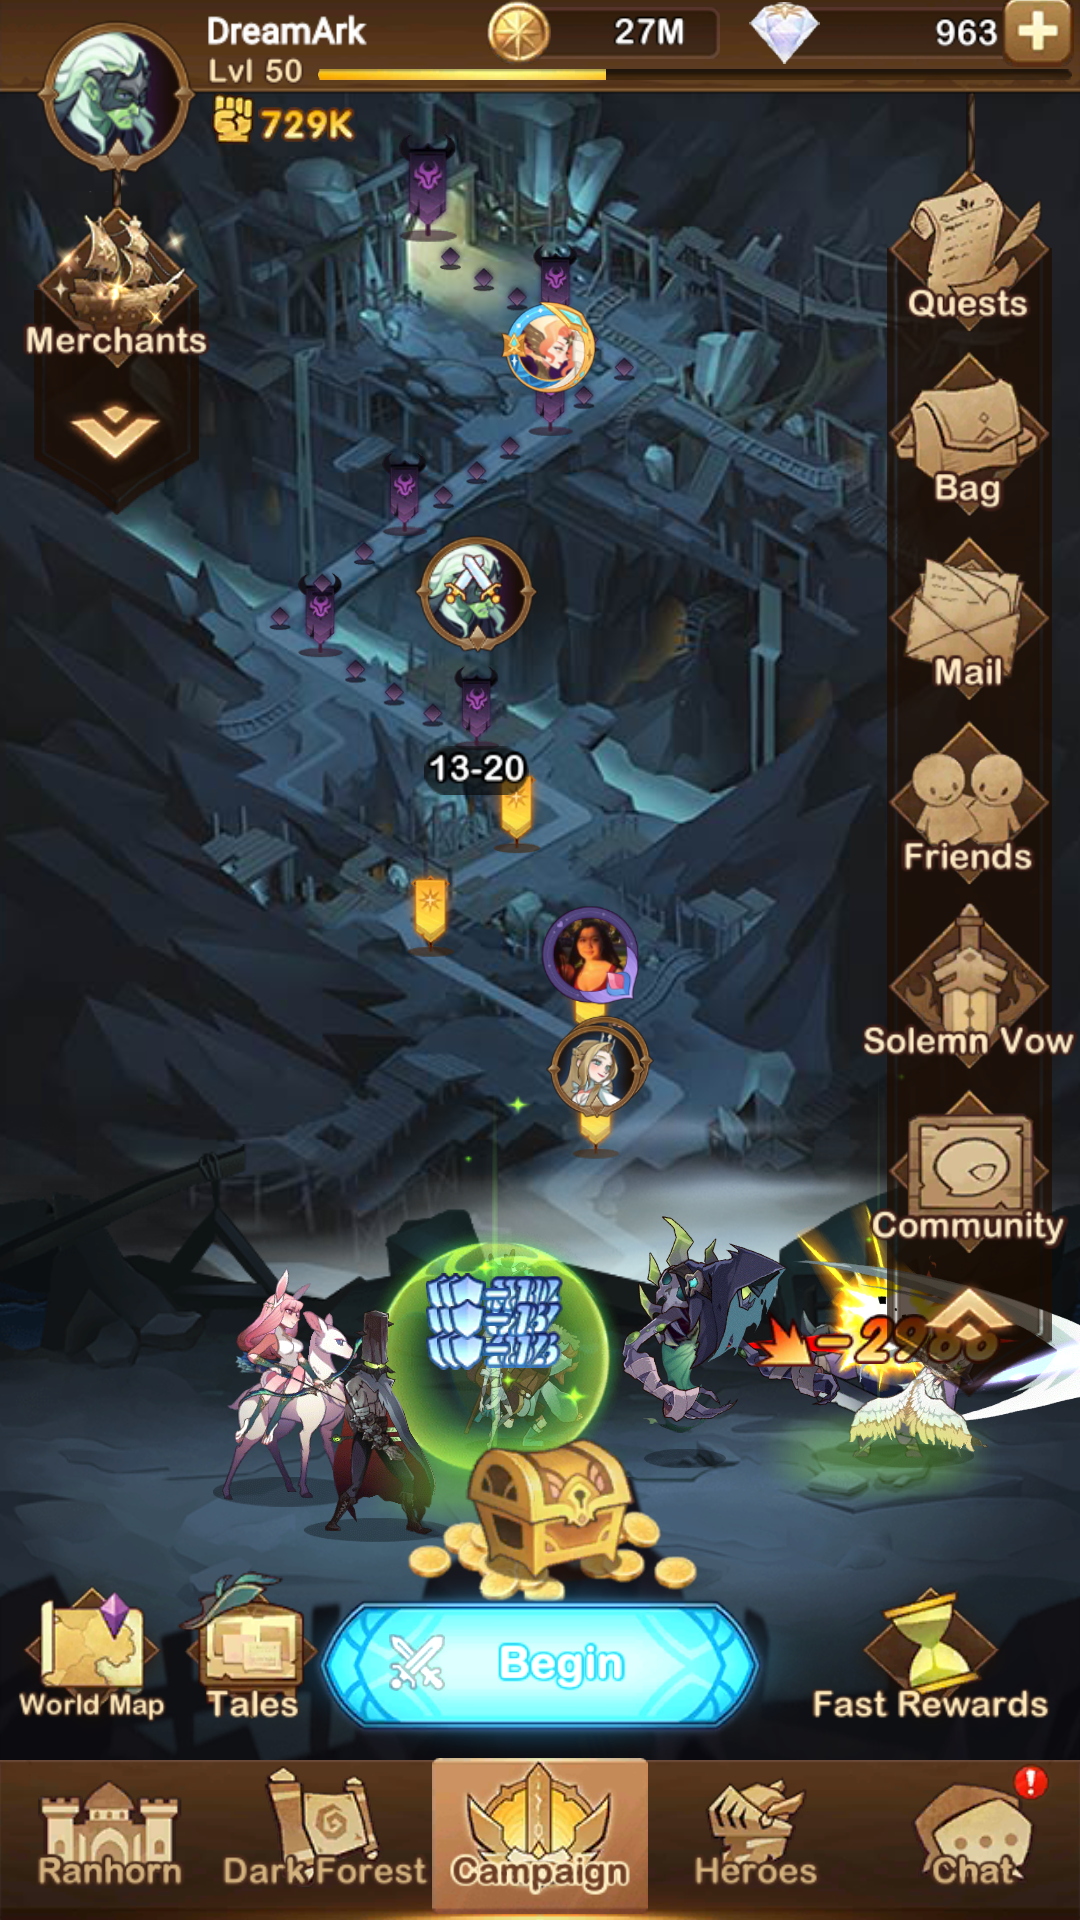 DreamArk
27M
963
Lvl 50
729K
Merchants
Quests
Bag
Mail
13-20
Friends
Solemn Vow
Community
Begin
World Map
Tales
Fast Rewards
Ranhorn
Dark Forest
Campaign
Heroes
Chat